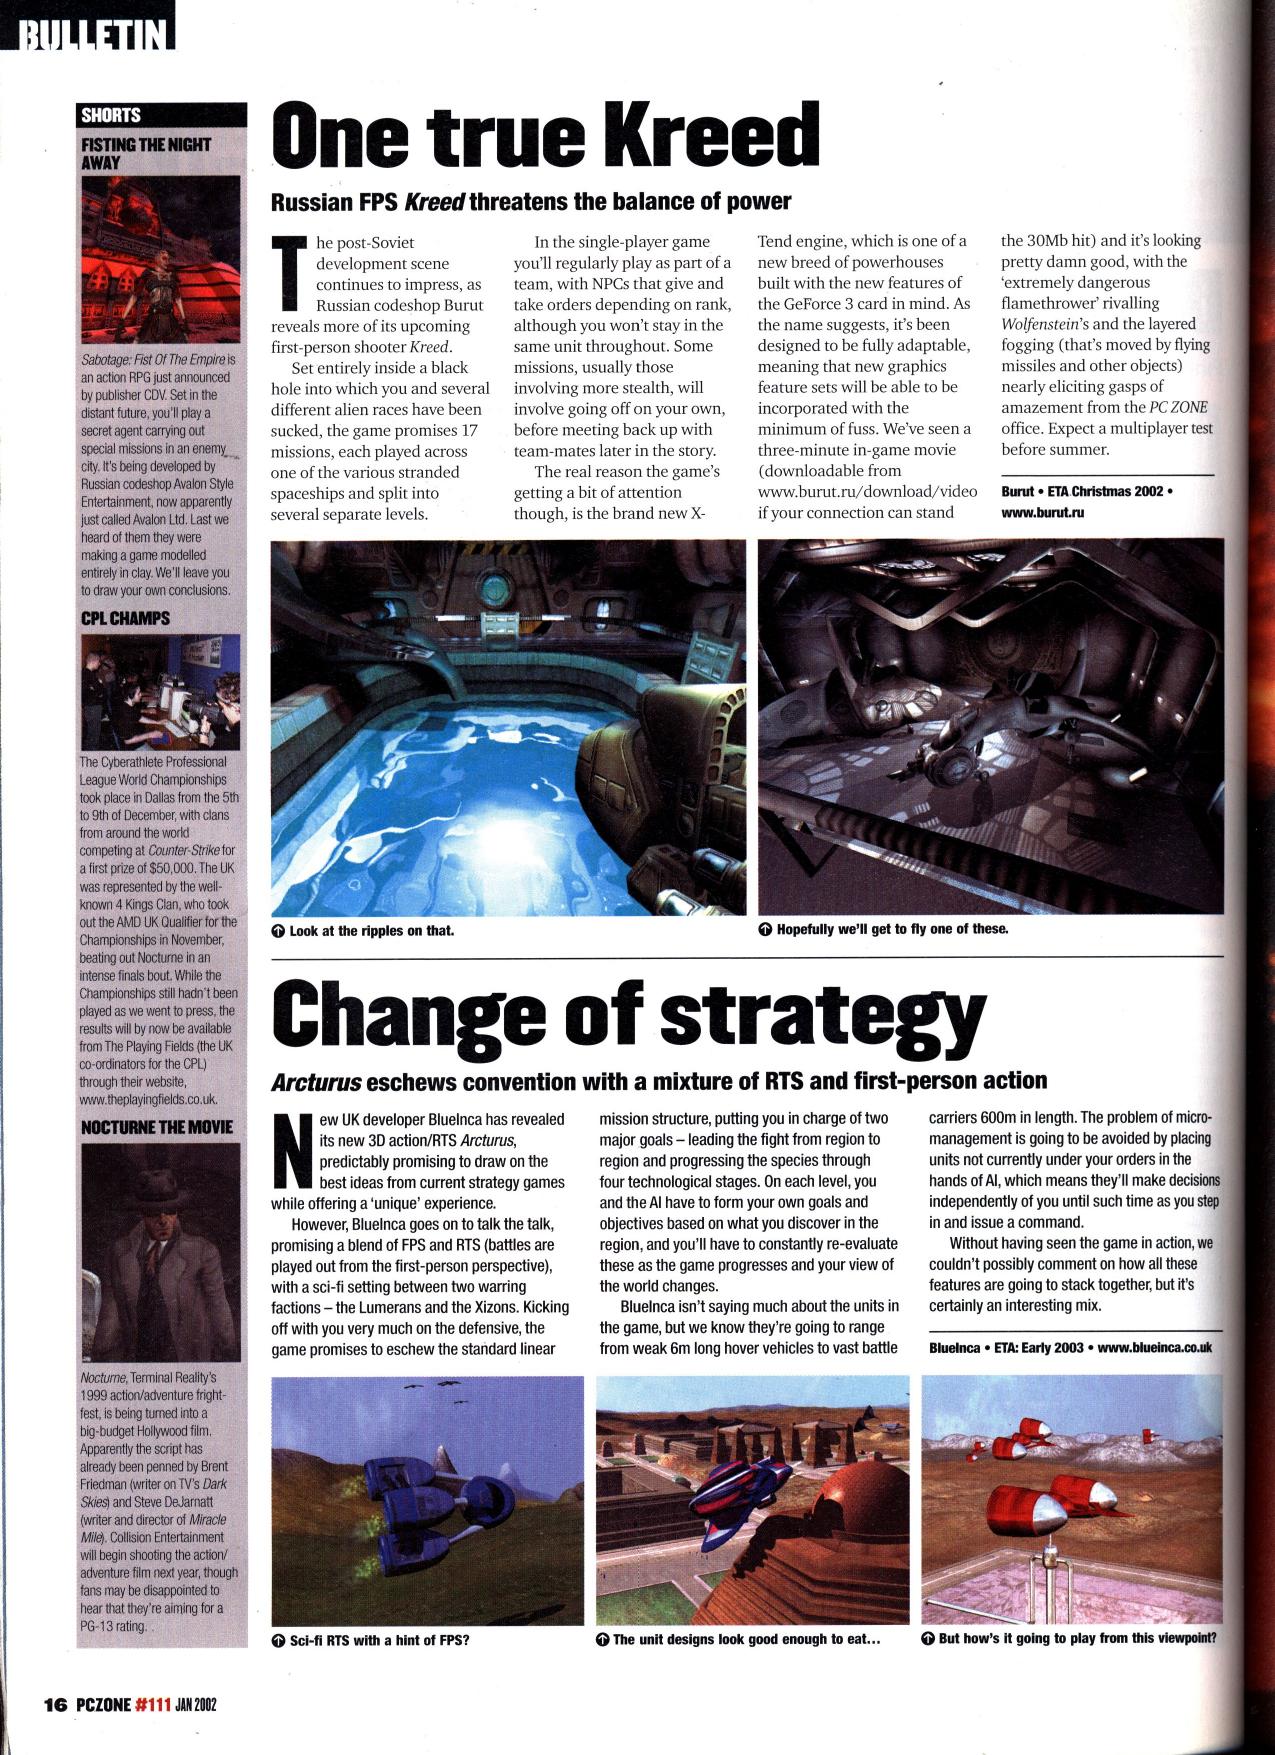 BULLETIN
SHORTS
FISTING THE NIGHT
AWAY
Sabotage: Fist Of The Empire is
an action RPG just announced
by publisher CDV. Set in the
distant future, you'll play a
secret agent carrying out
special missions in an enemy
city. It's being developed by
Russian codeshop Avalon Style
Entertainment, now apparently
just called Avalon Ltd. Last we
heard of them they were
making a game modelled
entirely in clay. We'll leave you
to draw your own conclusions.
CPL CHAMPS
The Cyberathlete Professional
League World Championships
took place in Dallas from the 5th
to 9th of December, with clans
from around the world
competing at Counter-Strike for
a first prize of $50,000. The UK
was represented by the well-
known 4 Kings Clan, who took
out the AMD UK Qualifier for the
Championships in November,
beating out Nocturne in an
intense finals bout. While the
Championships still hadn't been
played as we went to press, the
results will by now be available
from The Playing Fields (the UK
co-ordinators for the CPL)
through their website,
www.theplayingfields.co.uk.
NOCTURNE THE MOVIE
Nocturne, Terminal Reality's
1999 action/adventure fright-
fest, is being turned into a
big-budget Hollywood film.
Apparently the script has
already been penned by Brent
Friedman (writer on TV's Dark
Skies) and Steve DeJarnatt
(writer and director of Miracle
Mile). Collision Entertainment
will begin shooting the action/
adventure film next year, though
fans may be disappointed to
hear that they're aiming for a
PG-13 rating.
One true Kreed
Russian FPS Kreed threatens the balance of power
The post-Soviet
development scene
continues to impress, as
Russian codeshop Burut
reveals more of its upcoming
first-person shooter Kreed.
Set entirely inside a black
hole into which you and several
different alien races have been
sucked, the game promises 17
missions, each played across
one of the various stranded
spaceships and split into
several separate levels.
In the single-player game
you'll regularly play as part of a
team, with NPCs that give and
take orders depending on rank,
although you won't stay in the
same unit throughout. Some
missions, usually those
involving more stealth, will
involve going off on your own,
before meeting back up with
team-mates later in the story.
The real reason the game's
getting a bit of attention
though, is the brand new X-
Tend engine, which is one of a
new breed of powerhouses
built with the new features of
the GeForce 3 card in mind. As
the name suggests, it's been
designed to be fully adaptable,
meaning that new graphics
feature sets will be able to be
incorporated with the
minimum of fuss. We've seen a
three-minute in-game movie
(downloadable from
www.burut.ru/download/video
if your connection can stand
the 30Mb hit) and it's looking
pretty damn good, with the
'extremely dangerous
flamethrower' rivalling
Wolfenstein's and the layered
fogging (that's moved by flying
missiles and other objects)
nearly eliciting gasps of
amazement from the PC ZONE
office. Expect a multiplayer test
before summer.
Burut • ETA Christmas 2002 •
www.burut.ru
Look at the ripples on that.
Hopefully we'll get to fly one of these.
Change of strategy
Arcturus eschews convention with a mixture of RTS and first-person action
New UK developer BlueInca has revealed
its new 3D action/RTS Arcturus,
predictably promising to draw on the
best ideas from current strategy games
while offering a 'unique' experience.
However, BlueInca goes on to talk the talk,
promising a blend of FPS and RTS (battles are
played out from the first-person perspective),
with a sci-fi setting between two warring
factions – the Lumerans and the Xizons. Kicking
off with you very much on the defensive, the
game promises to eschew the standard linear
mission structure, putting you in charge of two
major goals – leading the fight from region to
region and progressing the species through
four technological stages. On each level, you
and the AI have to form your own goals and
objectives based on what you discover in the
region, and you'll have to constantly re-evaluate
these as the game progresses and your view of
the world changes.
BlueInca isn't saying much about the units in
the game, but we know they're going to range
from weak 6m long hover vehicles to vast battle
carriers 600m in length. The problem of micro-
management is going to be avoided by placing
units not currently under your orders in the
hands of AI, which means they'll make decisions
independently of you until such time as you step
in and issue a command.
Without having seen the game in action, we
couldn't possibly comment on how all these
features are going to stack together, but it's
certainly an interesting mix.
BlueInca • ETA: Early 2003 • www.blueinca.co.uk
Sci-fi RTS with a hint of FPS?
The unit designs look good enough to eat...
But how's it going to play from this viewpoint?
16 PCZONE #111 JAN 2002